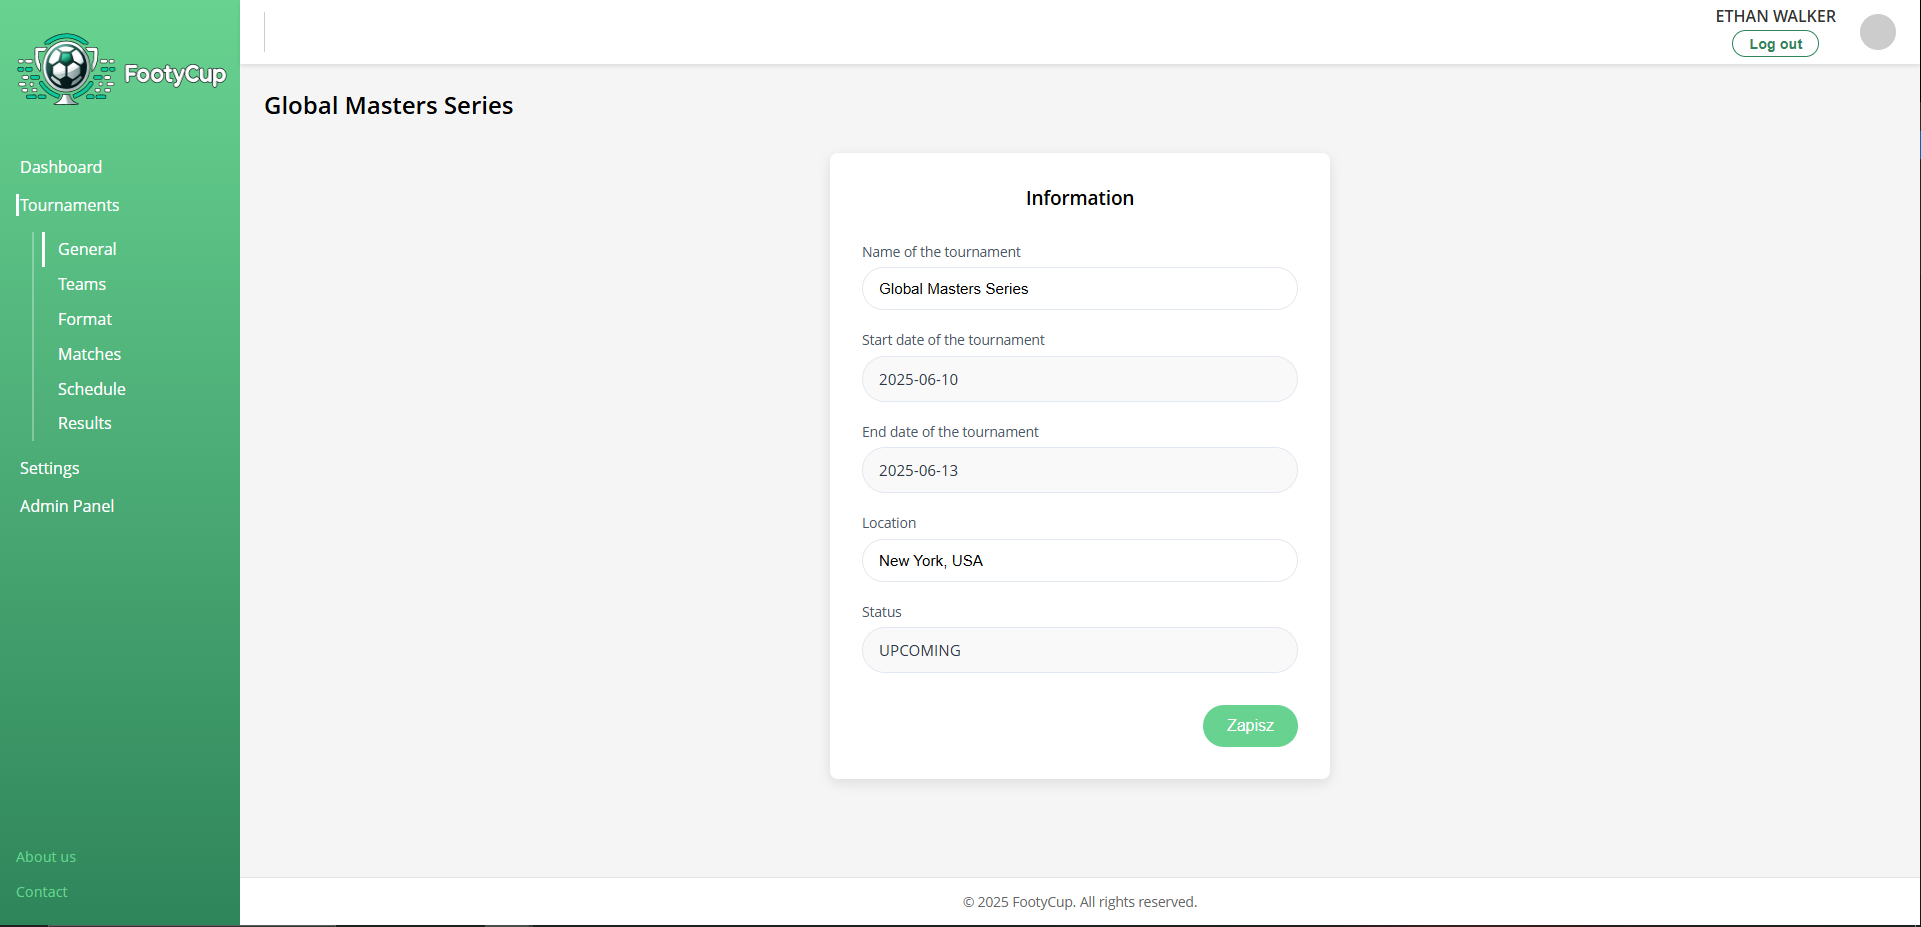 FootyCup
ETHAN WALKER
Log out
Dashboard
Tournaments
General
Teams
Format
Matches
Schedule
Results
Settings
Admin Panel
About us
Contact
Global Masters Series
Information
Name of the tournament
Global Masters Series
Start date of the tournament
2025-06-10
End date of the tournament
2025-06-13
Location
New York, USA
Status
UPCOMING
Zapisz
© 2025 FootyCup. All rights reserved.